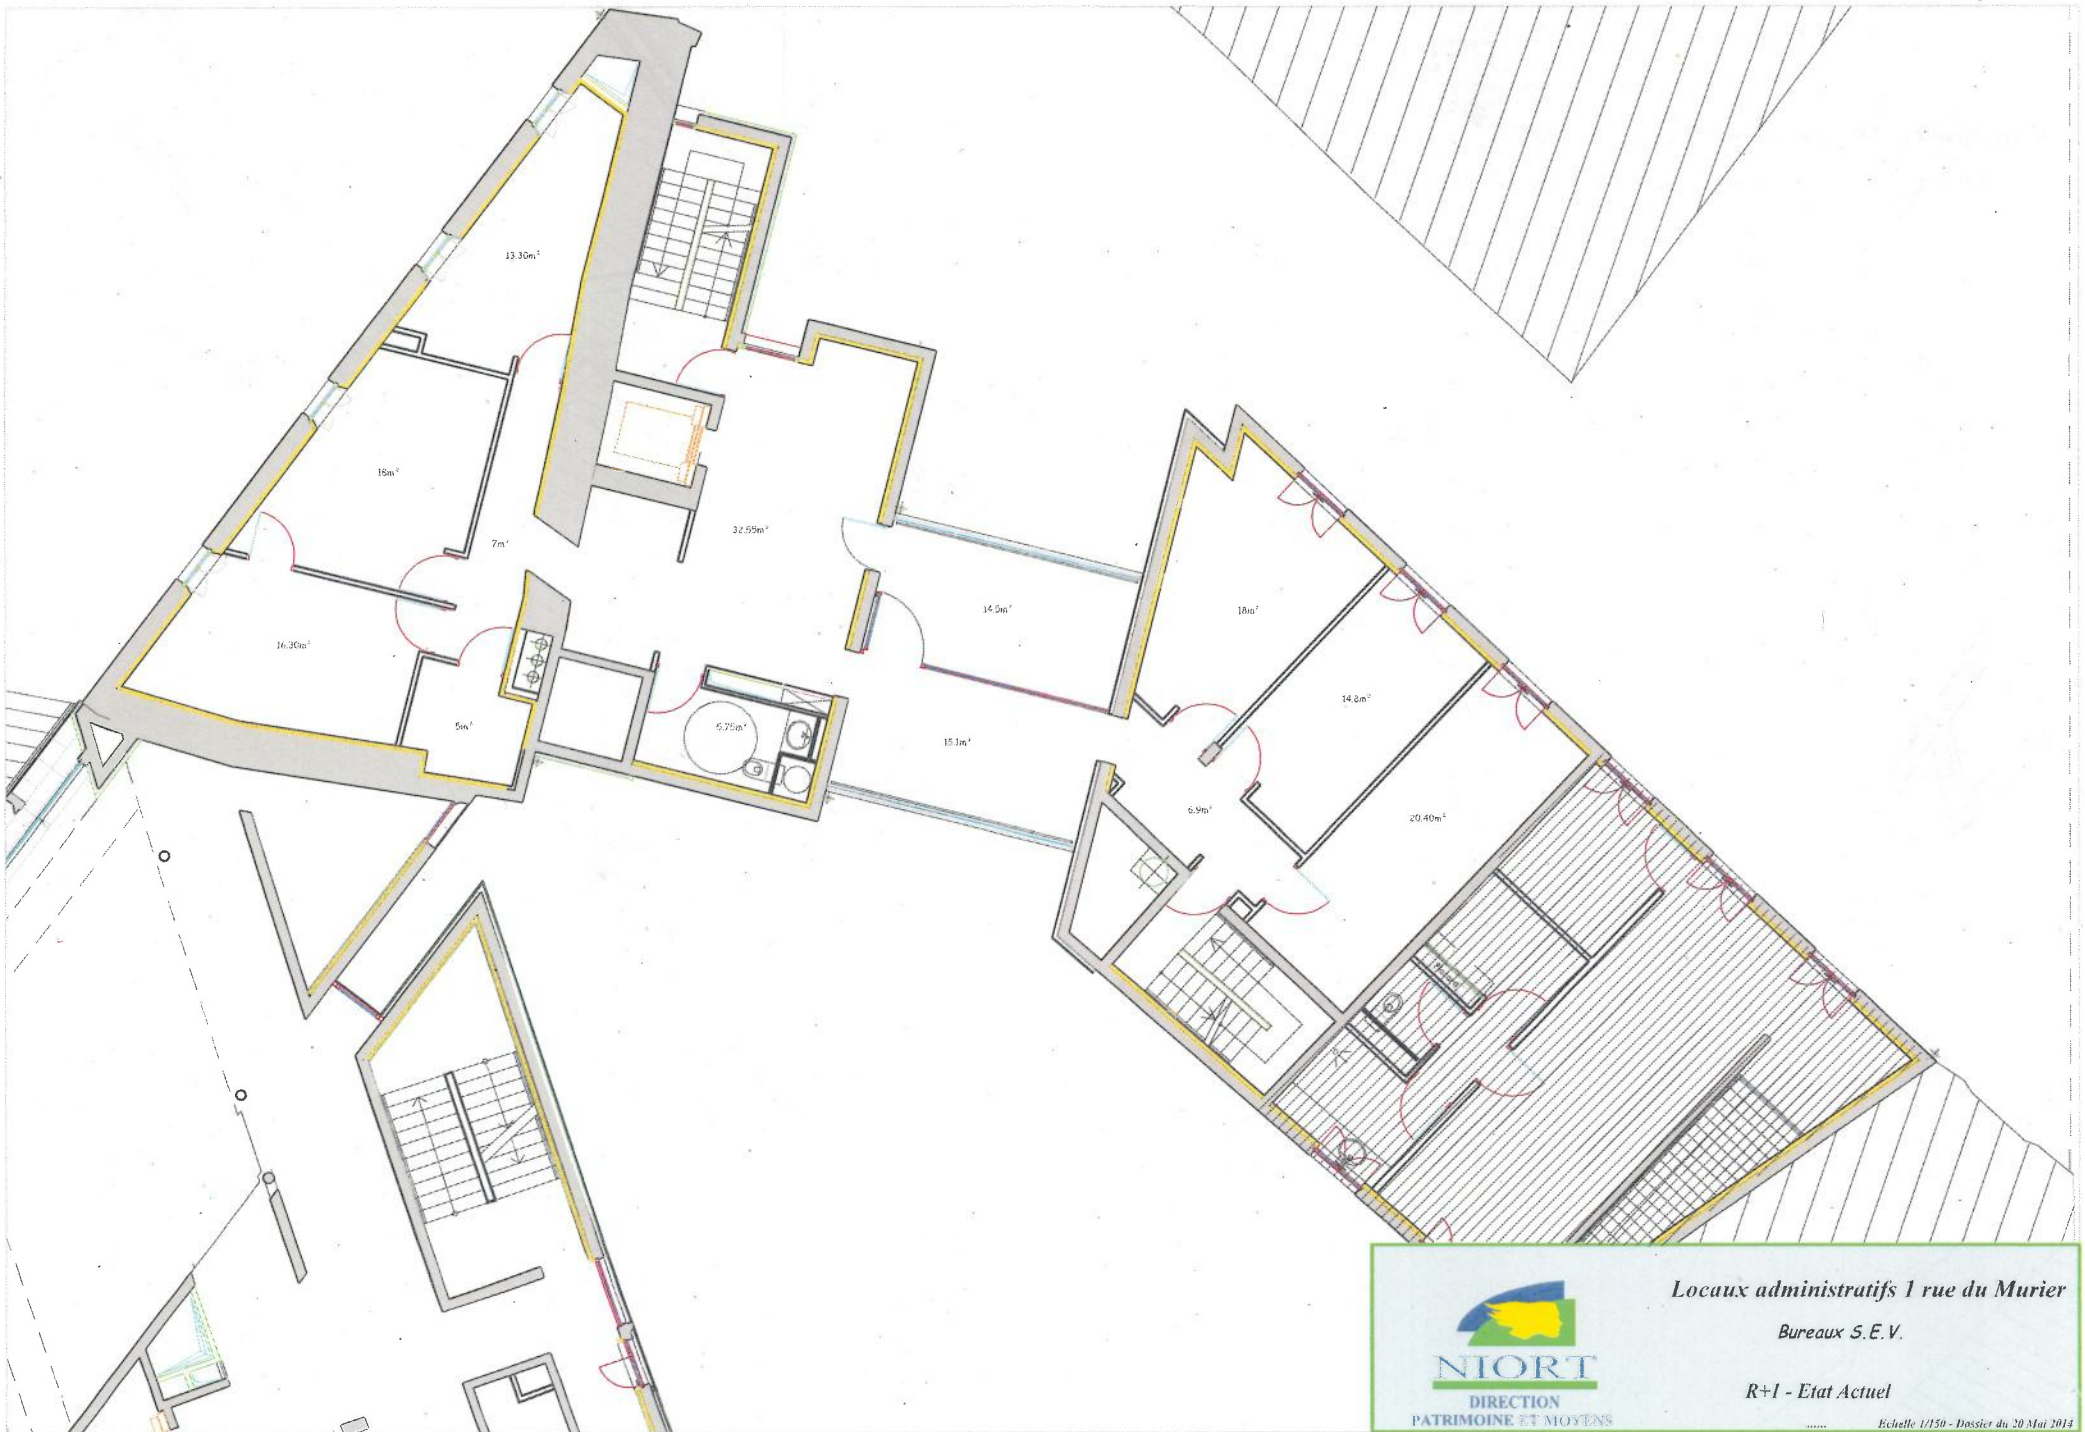 13.30m²
16m²
7m²
32.55m²
14.5m²
18m²
16.30m²
14.8m²
5m²
5.75m²
15.1m²
6.9m²
20.40m²
Locaux administratifs 1 rue du Murier
Bureaux S.E.V.
NIORT
R+1 - Etat Actuel
DIRECTION
PATRIMOINE ET MOYENS
...... Echelle 1/150 - Dossier du 20 Mai 2014